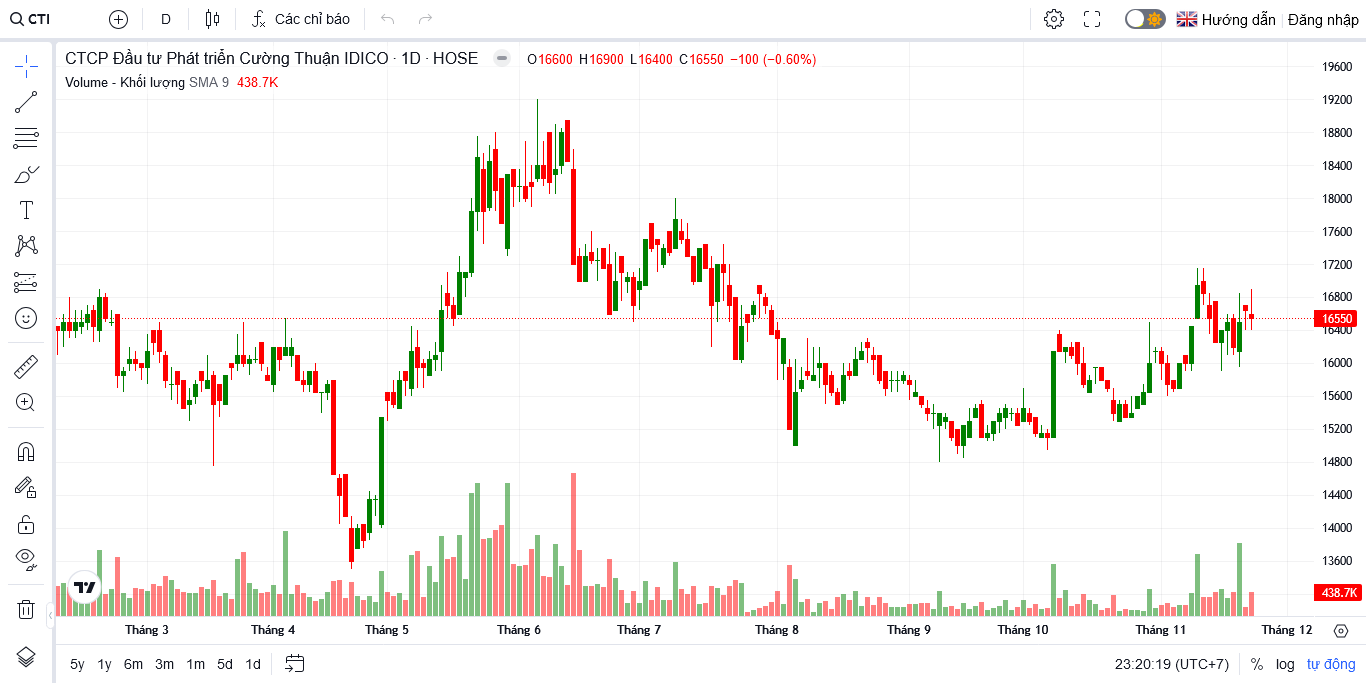 CTI D Các chỉ báo Hướng dẫn Đăng nhập
CTCP Đầu tư Phát triển Cường Thuận IDICO · 1D · HOSE O16600 H16900 L16400 C16550 −100 (−0.60%)
Volume - Khối lượng SMA 9 438.7K
19600
19200
18800
18400
18000
17600
17200
16800
16550
16400
16000
15600
15200
14800
14400
14000
13600
438.7K
Tháng 3 Tháng 4 Tháng 5 Tháng 6 Tháng 7 Tháng 8 Tháng 9 Tháng 10 Tháng 11 Tháng 12
5y 1y 6m 3m 1m 5d 1d 23:20:19 (UTC+7) % log tự động